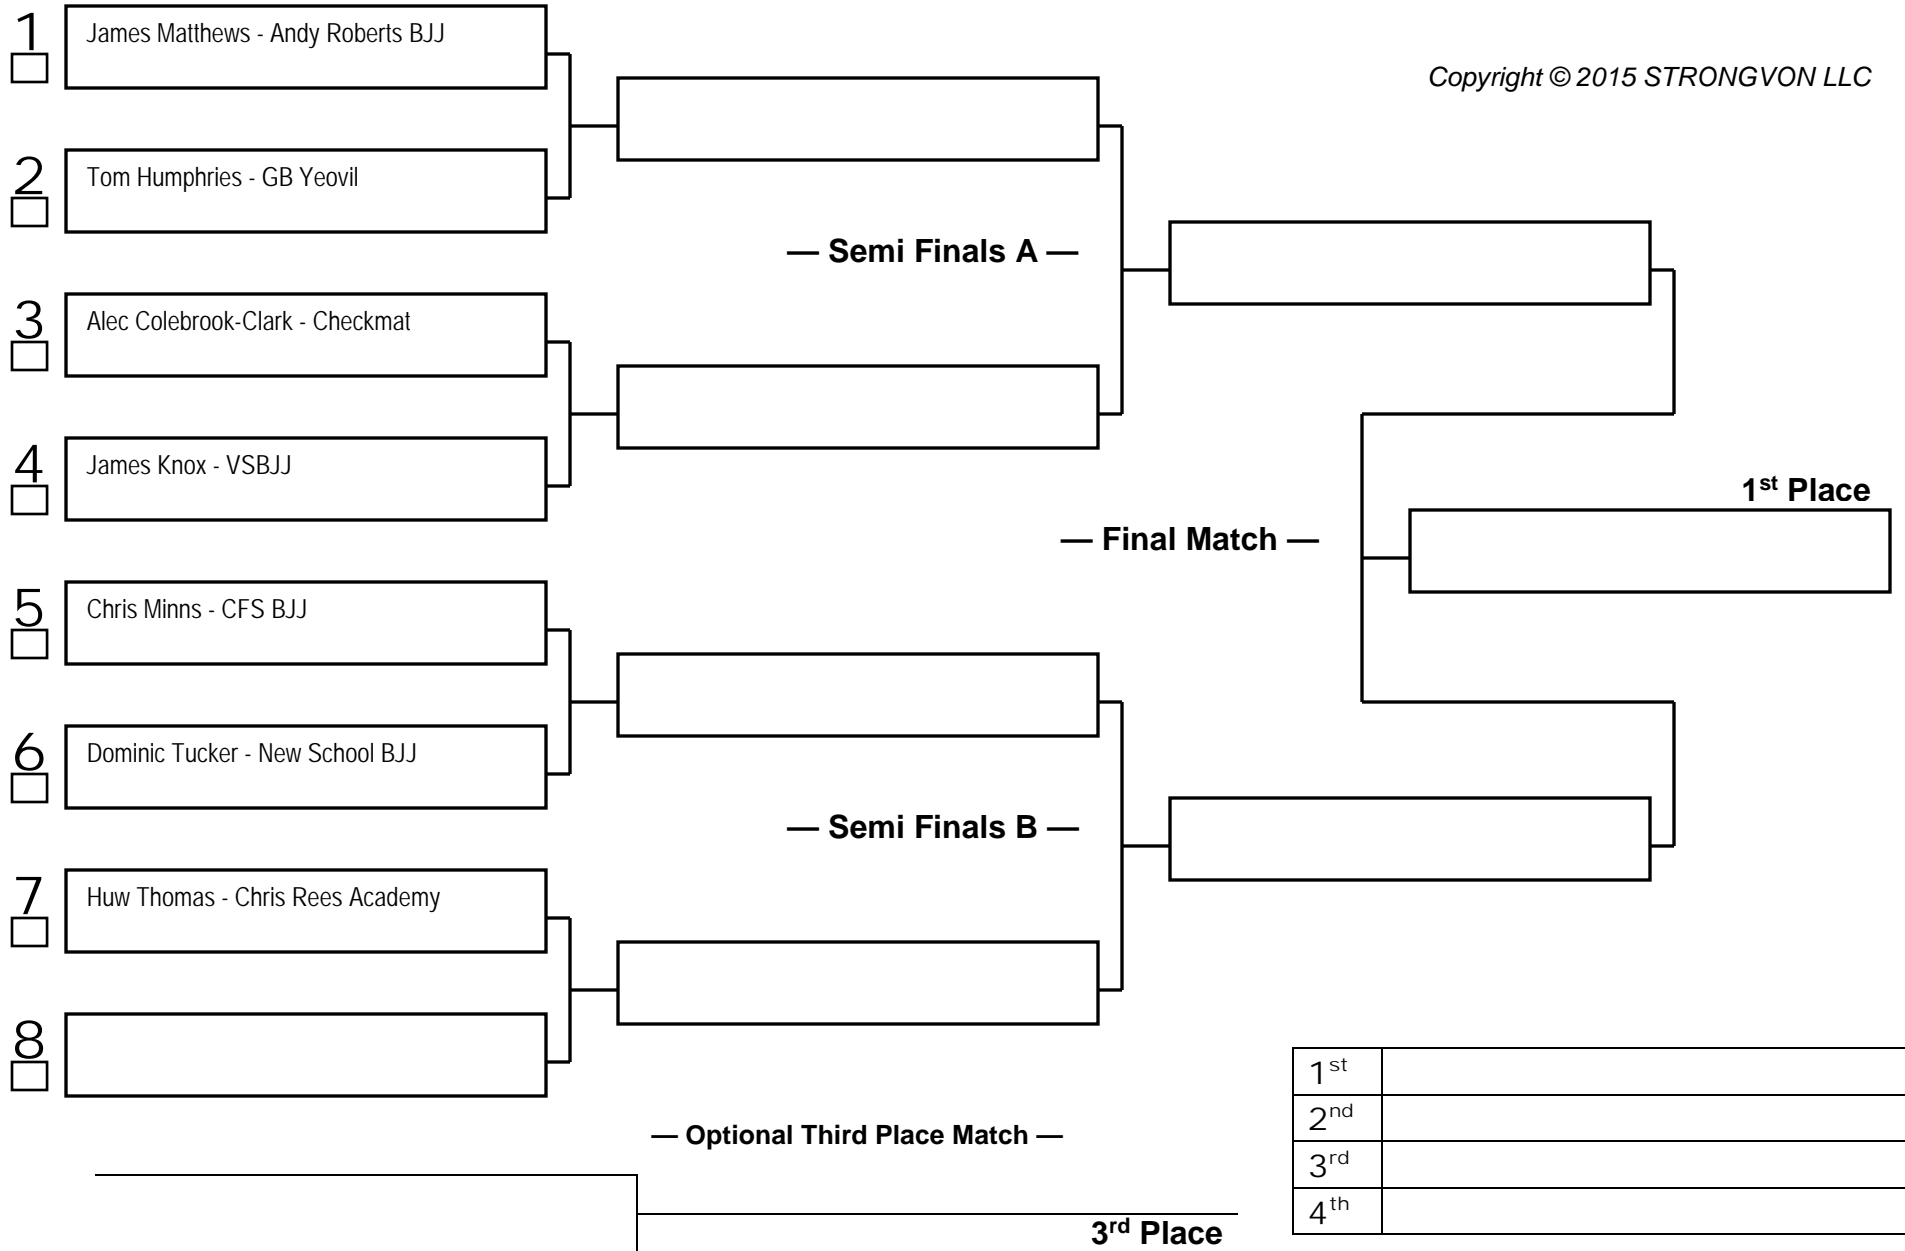 1
James Matthews - Andy Roberts BJJ
Copyright © 2015 STRONGVON LLC
2
Tom Humphries - GB Yeovil
— Semi Finals A —
3
Alec Colebrook-Clark - Checkmat
4
James Knox - VSBJJ
1st Place
— Final Match —
5
Chris Minns - CFS BJJ
6
Dominic Tucker - New School BJJ
— Semi Finals B —
7
Huw Thomas - Chris Rees Academy
8
1st
2nd
3rd
4th
— Optional Third Place Match —
3rd Place